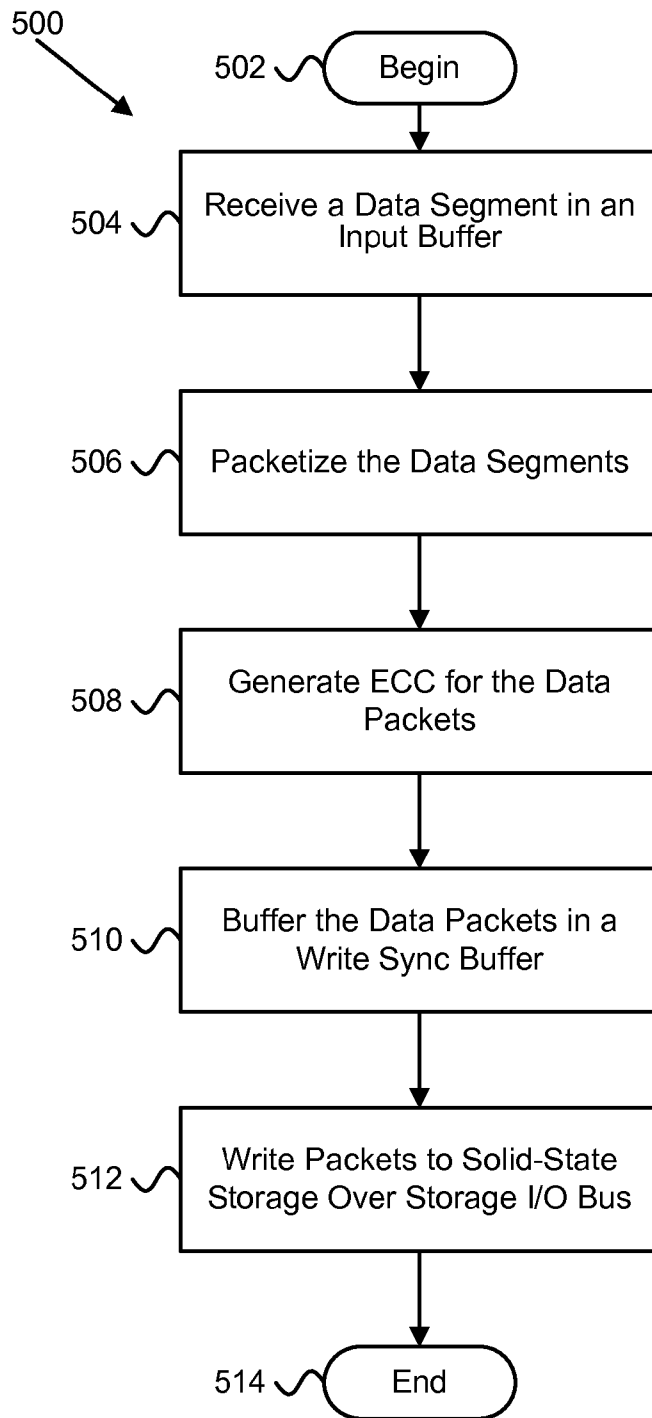 500
502
Begin
504
Receive a Data Segment in an
Input Buffer
506
Packetize the Data Segments
508
Generate ECC for the Data
Packets
510
Buffer the Data Packets in a
Write Sync Buffer
512
Write Packets to Solid-State
Storage Over Storage I/O Bus
514
End